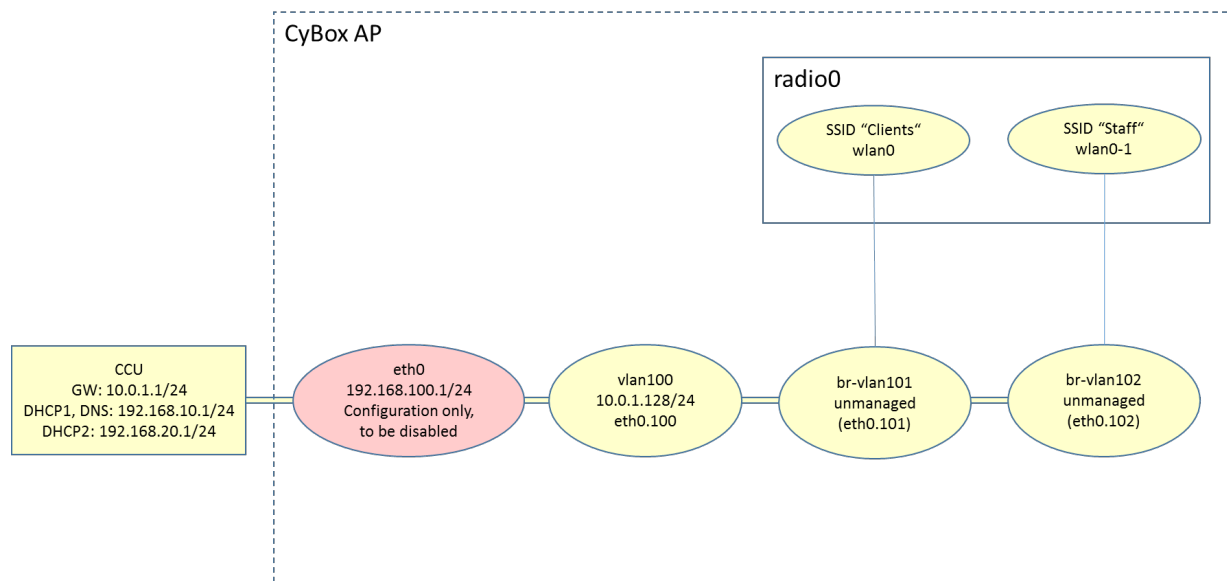 CyBox AP
radio0
SSID “Clients“
wlan0
SSID “Staff“
wlan0-1
CCU
GW: 10.0.1.1/24
DHCP1, DNS: 192.168.10.1/24
DHCP2: 192.168.20.1/24
eth0
192.168.100.1/24
Configuration only,
to be disabled
vlan100
10.0.1.128/24
eth0.100
br-vlan101
unmanaged
(eth0.101)
br-vlan102
unmanaged
(eth0.102)